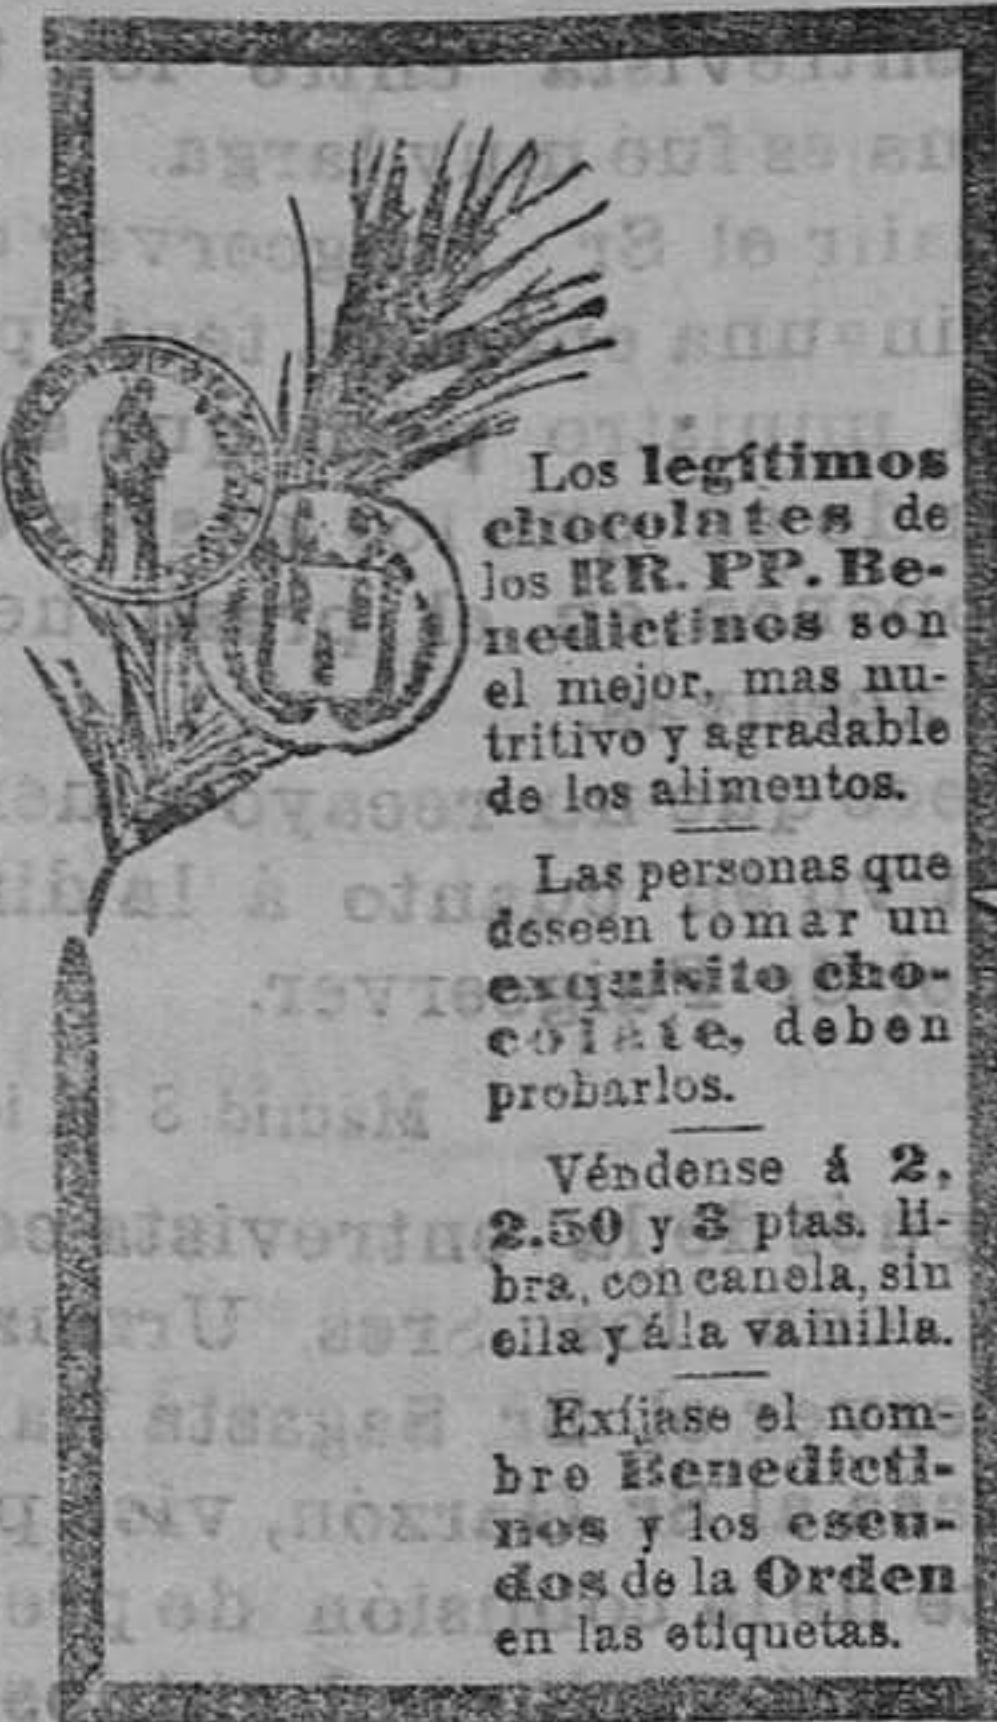 Los legítimos
chocolates de
los RR. PP. Be-
nedictinos son
el mejor, mas nu-
tritivo y agradable
de los alimentos.
Las personas que
deseen tomar un
exquisito cho-
colate, deben
probarlos.
Véndense á 2,
2.50 y 3 ptas. li-
bra, con canela, sin
ella y á la vainilla.
Exíjase el nom-
bre Benedicti-
nos y los escu-
dos de la Orden
en las etiquetas.